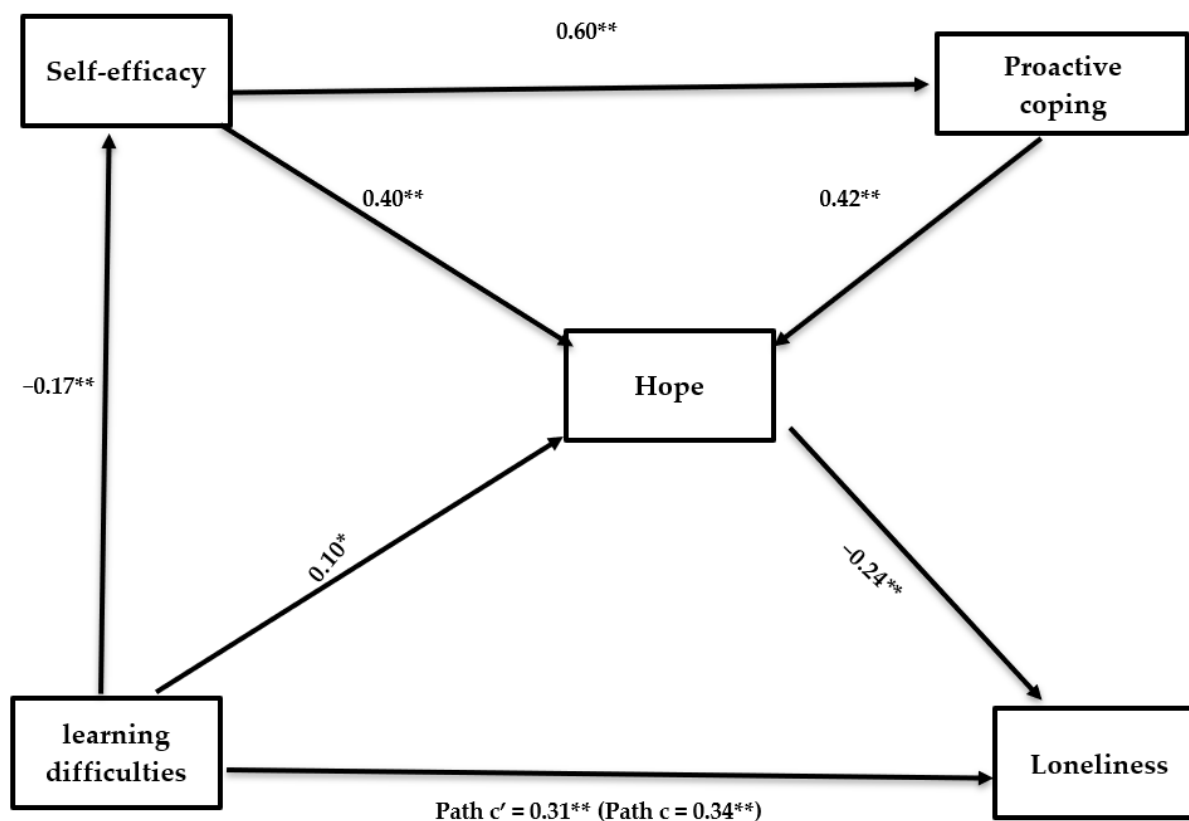 0.60**
Self-efficacy
Proactive
coping
0.40**
0.42**
−0.17**
Hope
0.10*
−0.24**
learning
difficulties
Loneliness
Path c′ = 0.31** (Path c = 0.34**)